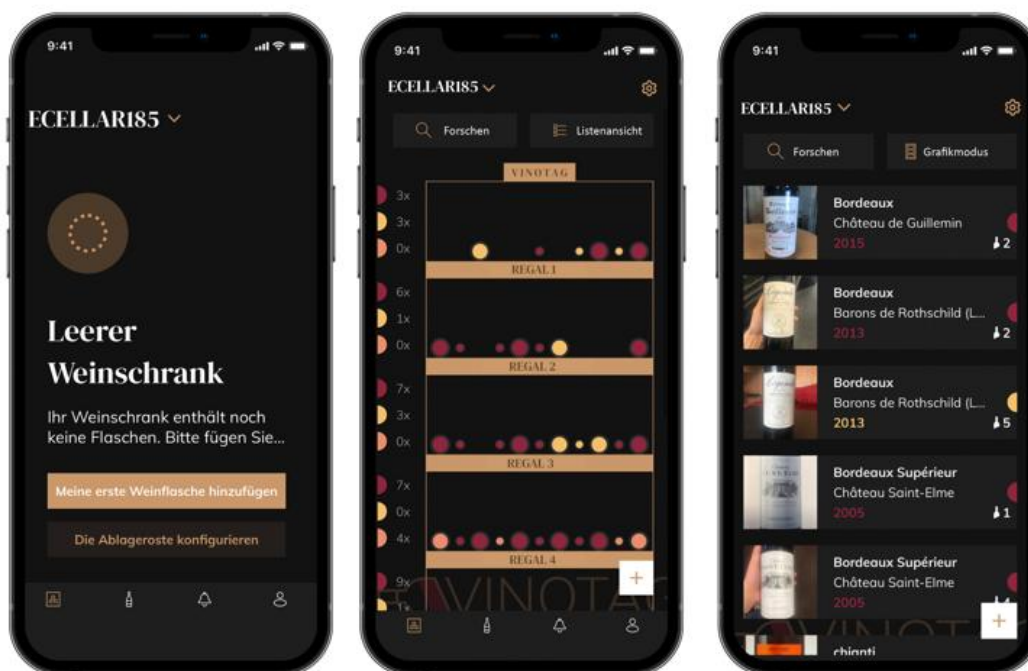 9:41
ECELLAR185
Leerer
Weinschrank
Ihr Weinschrank enthält noch
keine Flaschen. Bitte fügen Sie...
Meine erste Weinflasche hinzufügen
Die Ablageroste konfigurieren
9:41
ECELLAR185
Forschen
Listenansicht
VINOTAG
3x
3x
0x
REGAL 1
6x
1x
0x
REGAL 2
7x
3x
0x
REGAL 3
7x
0x
4x
REGAL 4
9x
+
VINOTAG
9:41
ECELLAR185
Forschen
Grafikmodus
Bordeaux
Château de Guillemin
2015
2
Bordeaux
Barons de Rothschild (L...
2013
2
Bordeaux
Barons de Rothschild (L...
2013
5
Bordeaux Supérieur
Château Saint-Elme
2005
1
Bordeaux Supérieur
Château Saint-Elme
2005
+
chianti